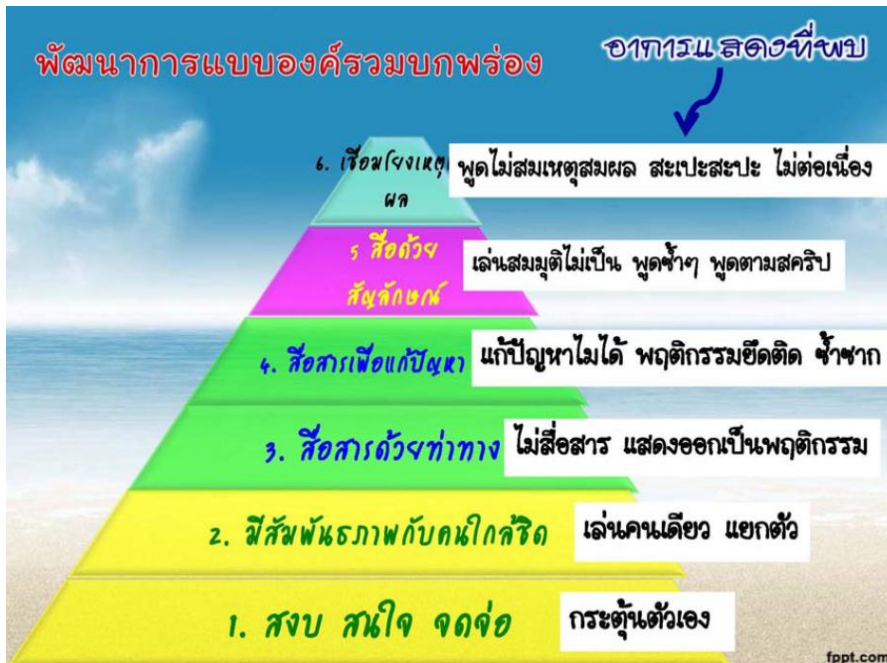 พัฒนาการแบบองค์รวมบกพร่อง
อาการแสดงที่พบ
6. เชื่อมโยงเหตุ
ผล
พูดไม่สมเหตุสมผล สะเปะสะปะ ไม่ต่อเนื่อง
5 สื่อด้วย
สัญลักษณ์
เล่นสมมุติไม่เป็น พูดซ้ำๆ พูดตามสคริป
4. สื่อสารเพื่อแก้ปัญหา
แก้ปัญหาไมได้ พฤติกรรมยึดติด ซ้ำซาก
3. สื่อสารด้วยท่าทาง
ไม่สื่อสาร แสดงออกเป็นพฤติกรรม
2. มีสัมพันธภาพกับคนใกล้ชิด
เล่นคนเดียว แยกตัว
1. สงบ สนใจ จดจ่อ
กระตุ้นตัวเอง
fppt.com